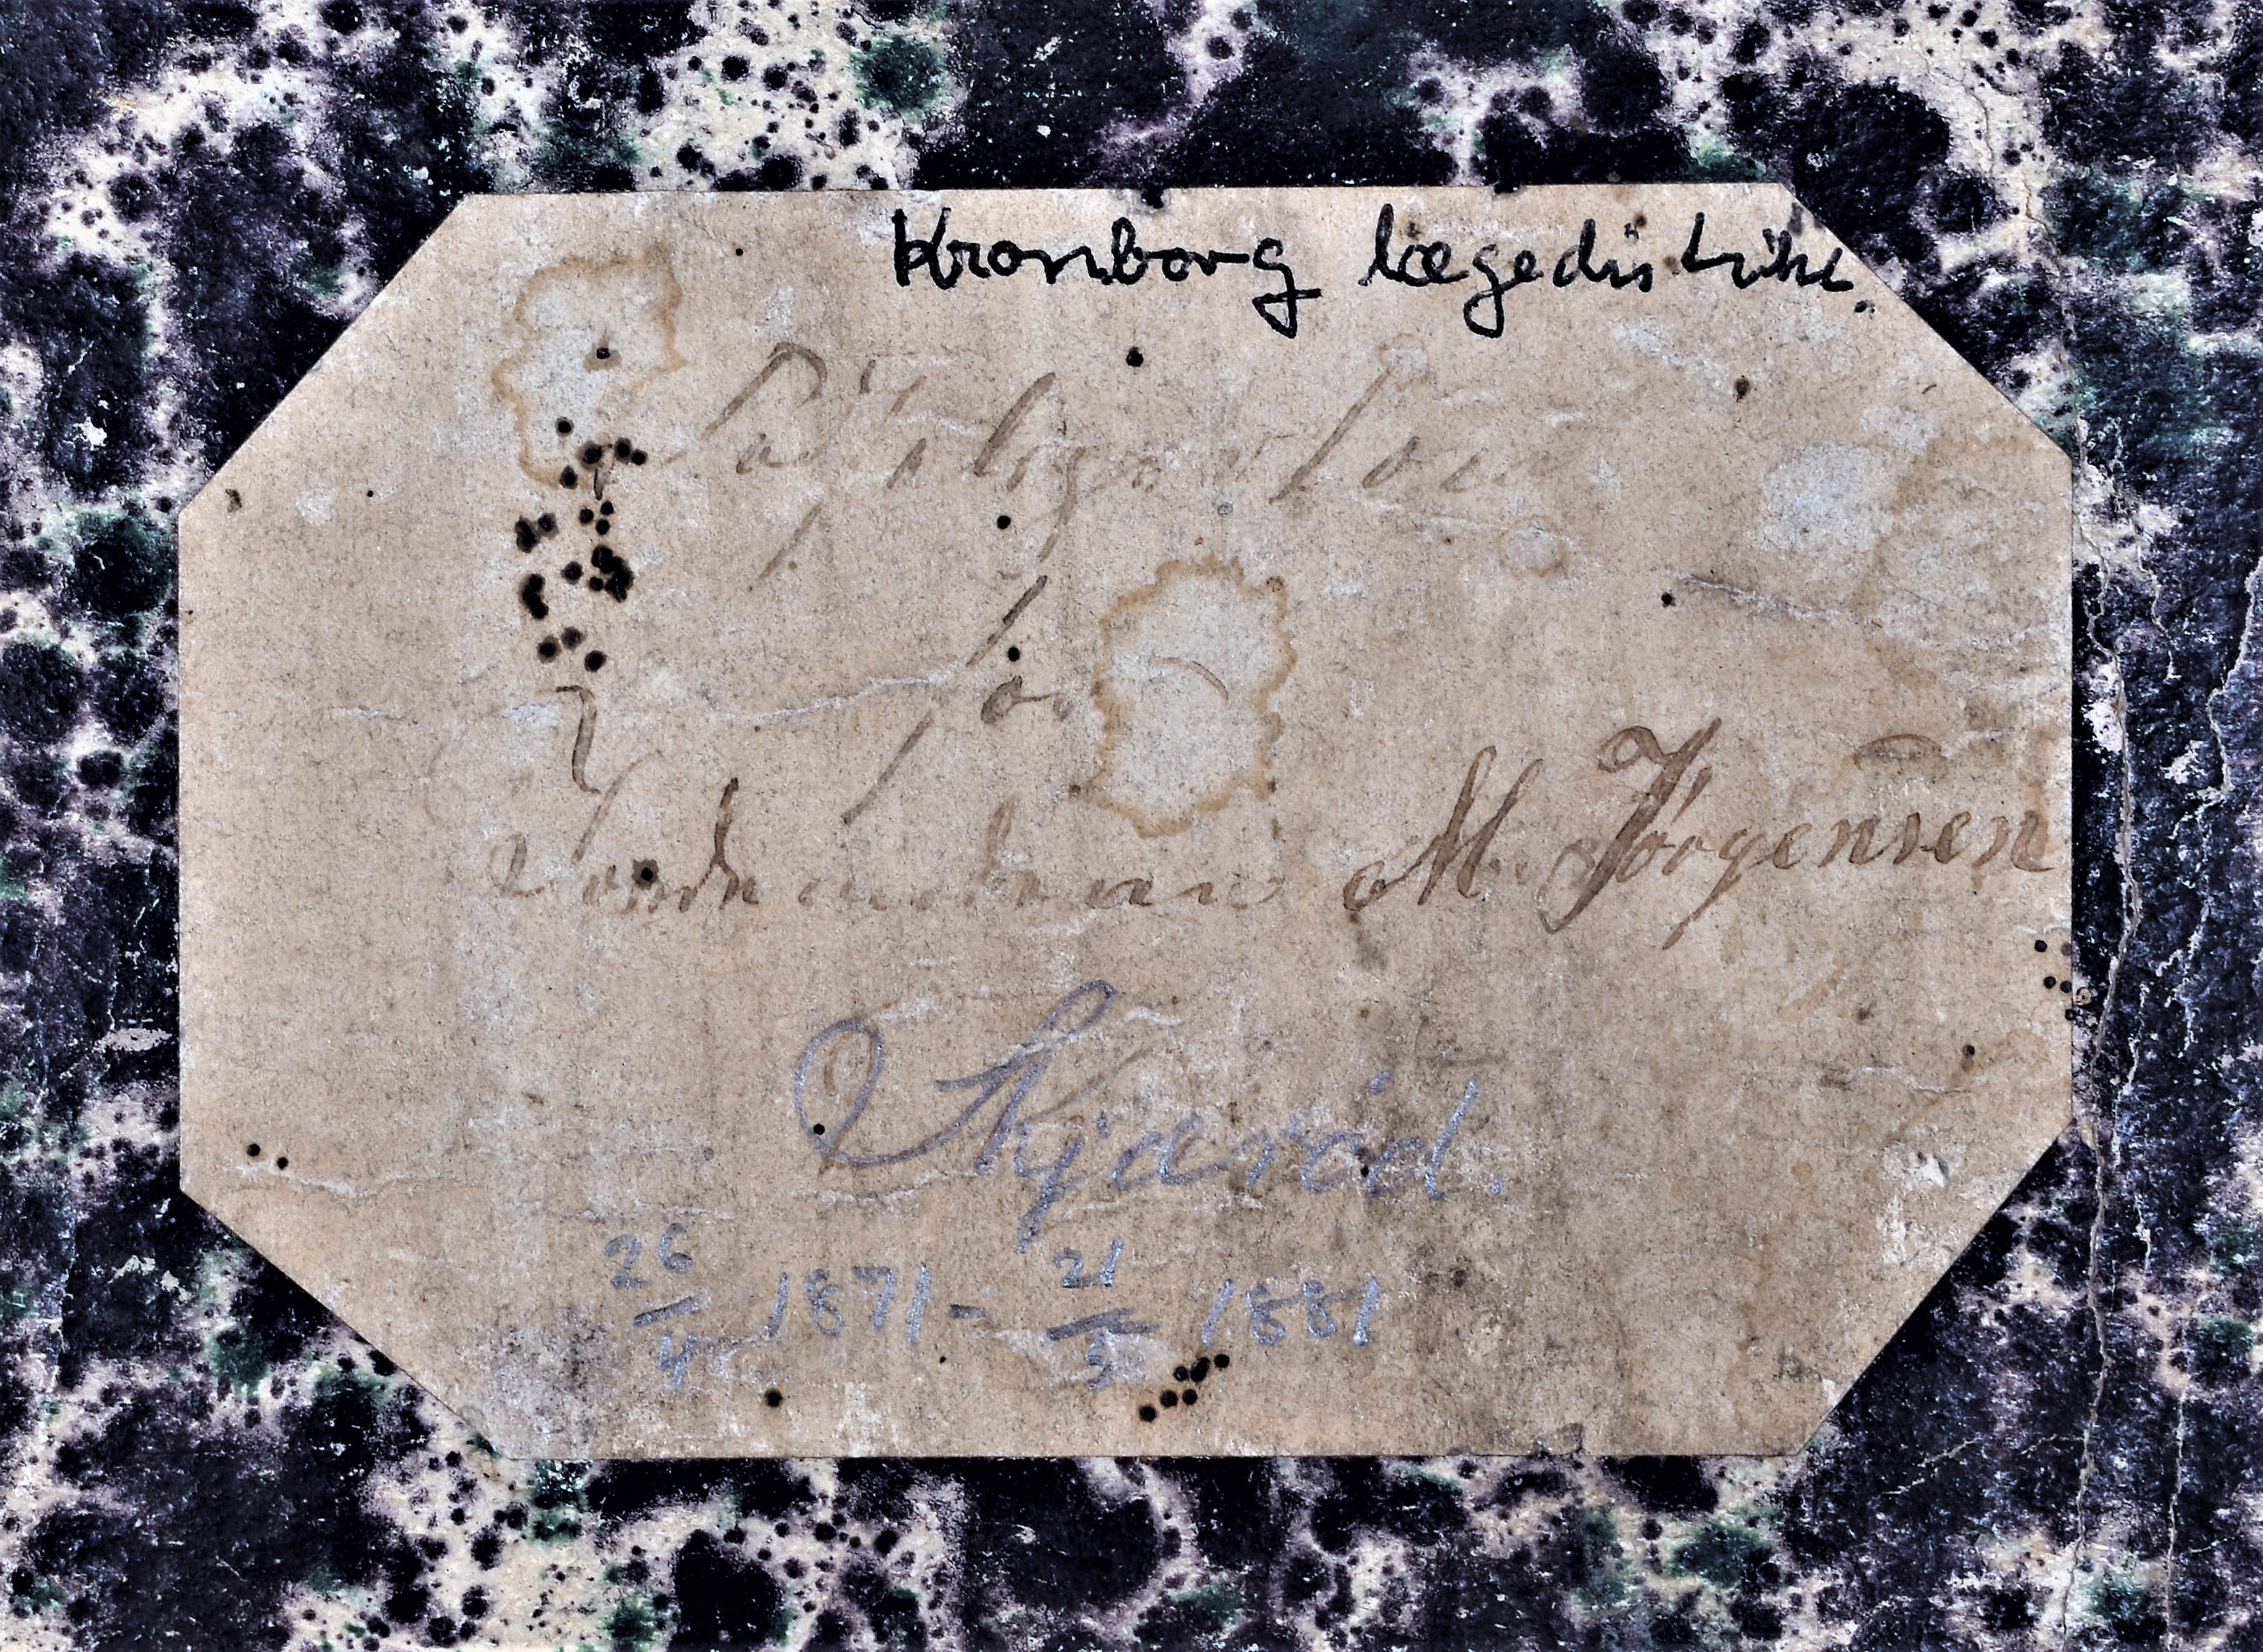 Kronborg lægedistrikt.
for
M. Jørgensen
Skjærød.
26/4 1871 - 21/5 1881